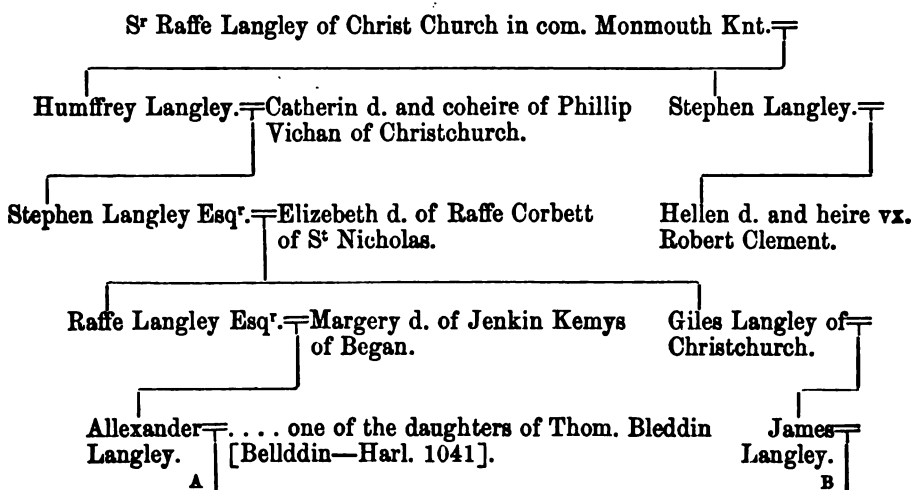 Sʳ Raffe Langley of Christ Church in com. Monmouth Knt.
Humffrey Langley. Catherin d. and coheire of Phillip Stephen Langley.
Vichan of Christchurch.
Stephen Langley Esqʳ. Elizebeth d. of Raffe Corbett Hellen d. and heire vx.
of Sᵗ Nicholas. Robert Clement.
Raffe Langley Esqʳ. Margery d. of Jenkin Kemys Giles Langley of
of Began. Christchurch.
Allexander . . . . one of the daughters of Thom. Bleddin James
Langley. [Bellddin—Harl. 1041]. Langley.
A B